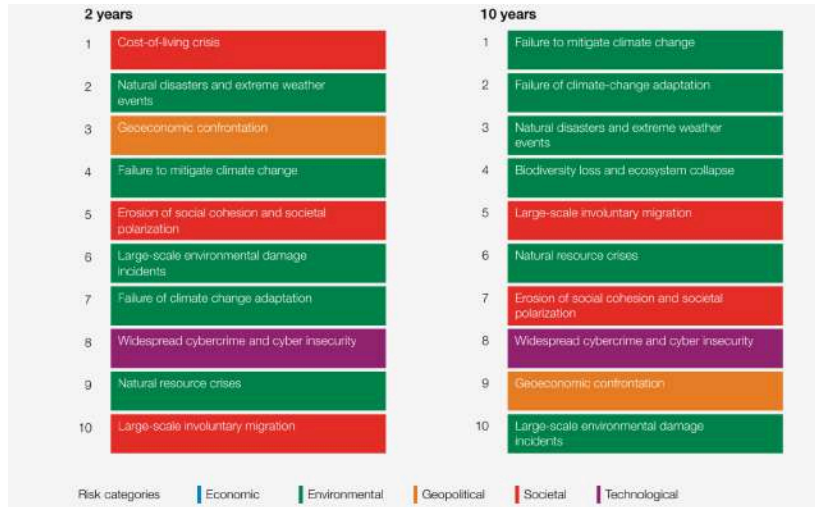 2 years
1 Cost-of-living crisis
2 Natural disasters and extreme weather
events
3 Geoeconomic confrontation
4 Failure to mitigate climate change
5 Erosion of social cohesion and societal
polarization
6 Large-scale environmental damage
incidents
7 Failure of climate change adaptation
8 Widespread cybercrime and cyber insecurity
9 Natural resource crises
10 Large-scale involuntary migration
10 years
1 Failure to mitigate climate change
2 Failure of climate-change adaptation
3 Natural disasters and extreme weather
events
4 Biodiversity loss and ecosystem collapse
5 Large-scale involuntary migration
6 Natural resource crises
7 Erosion of social cohesion and societal
polarization
8 Widespread cybercrime and cyber insecurity
9 Geoeconomic confrontation
10 Large-scale environmental damage
incidents
Risk categories Economic Environmental Geopolitical Societal Technological